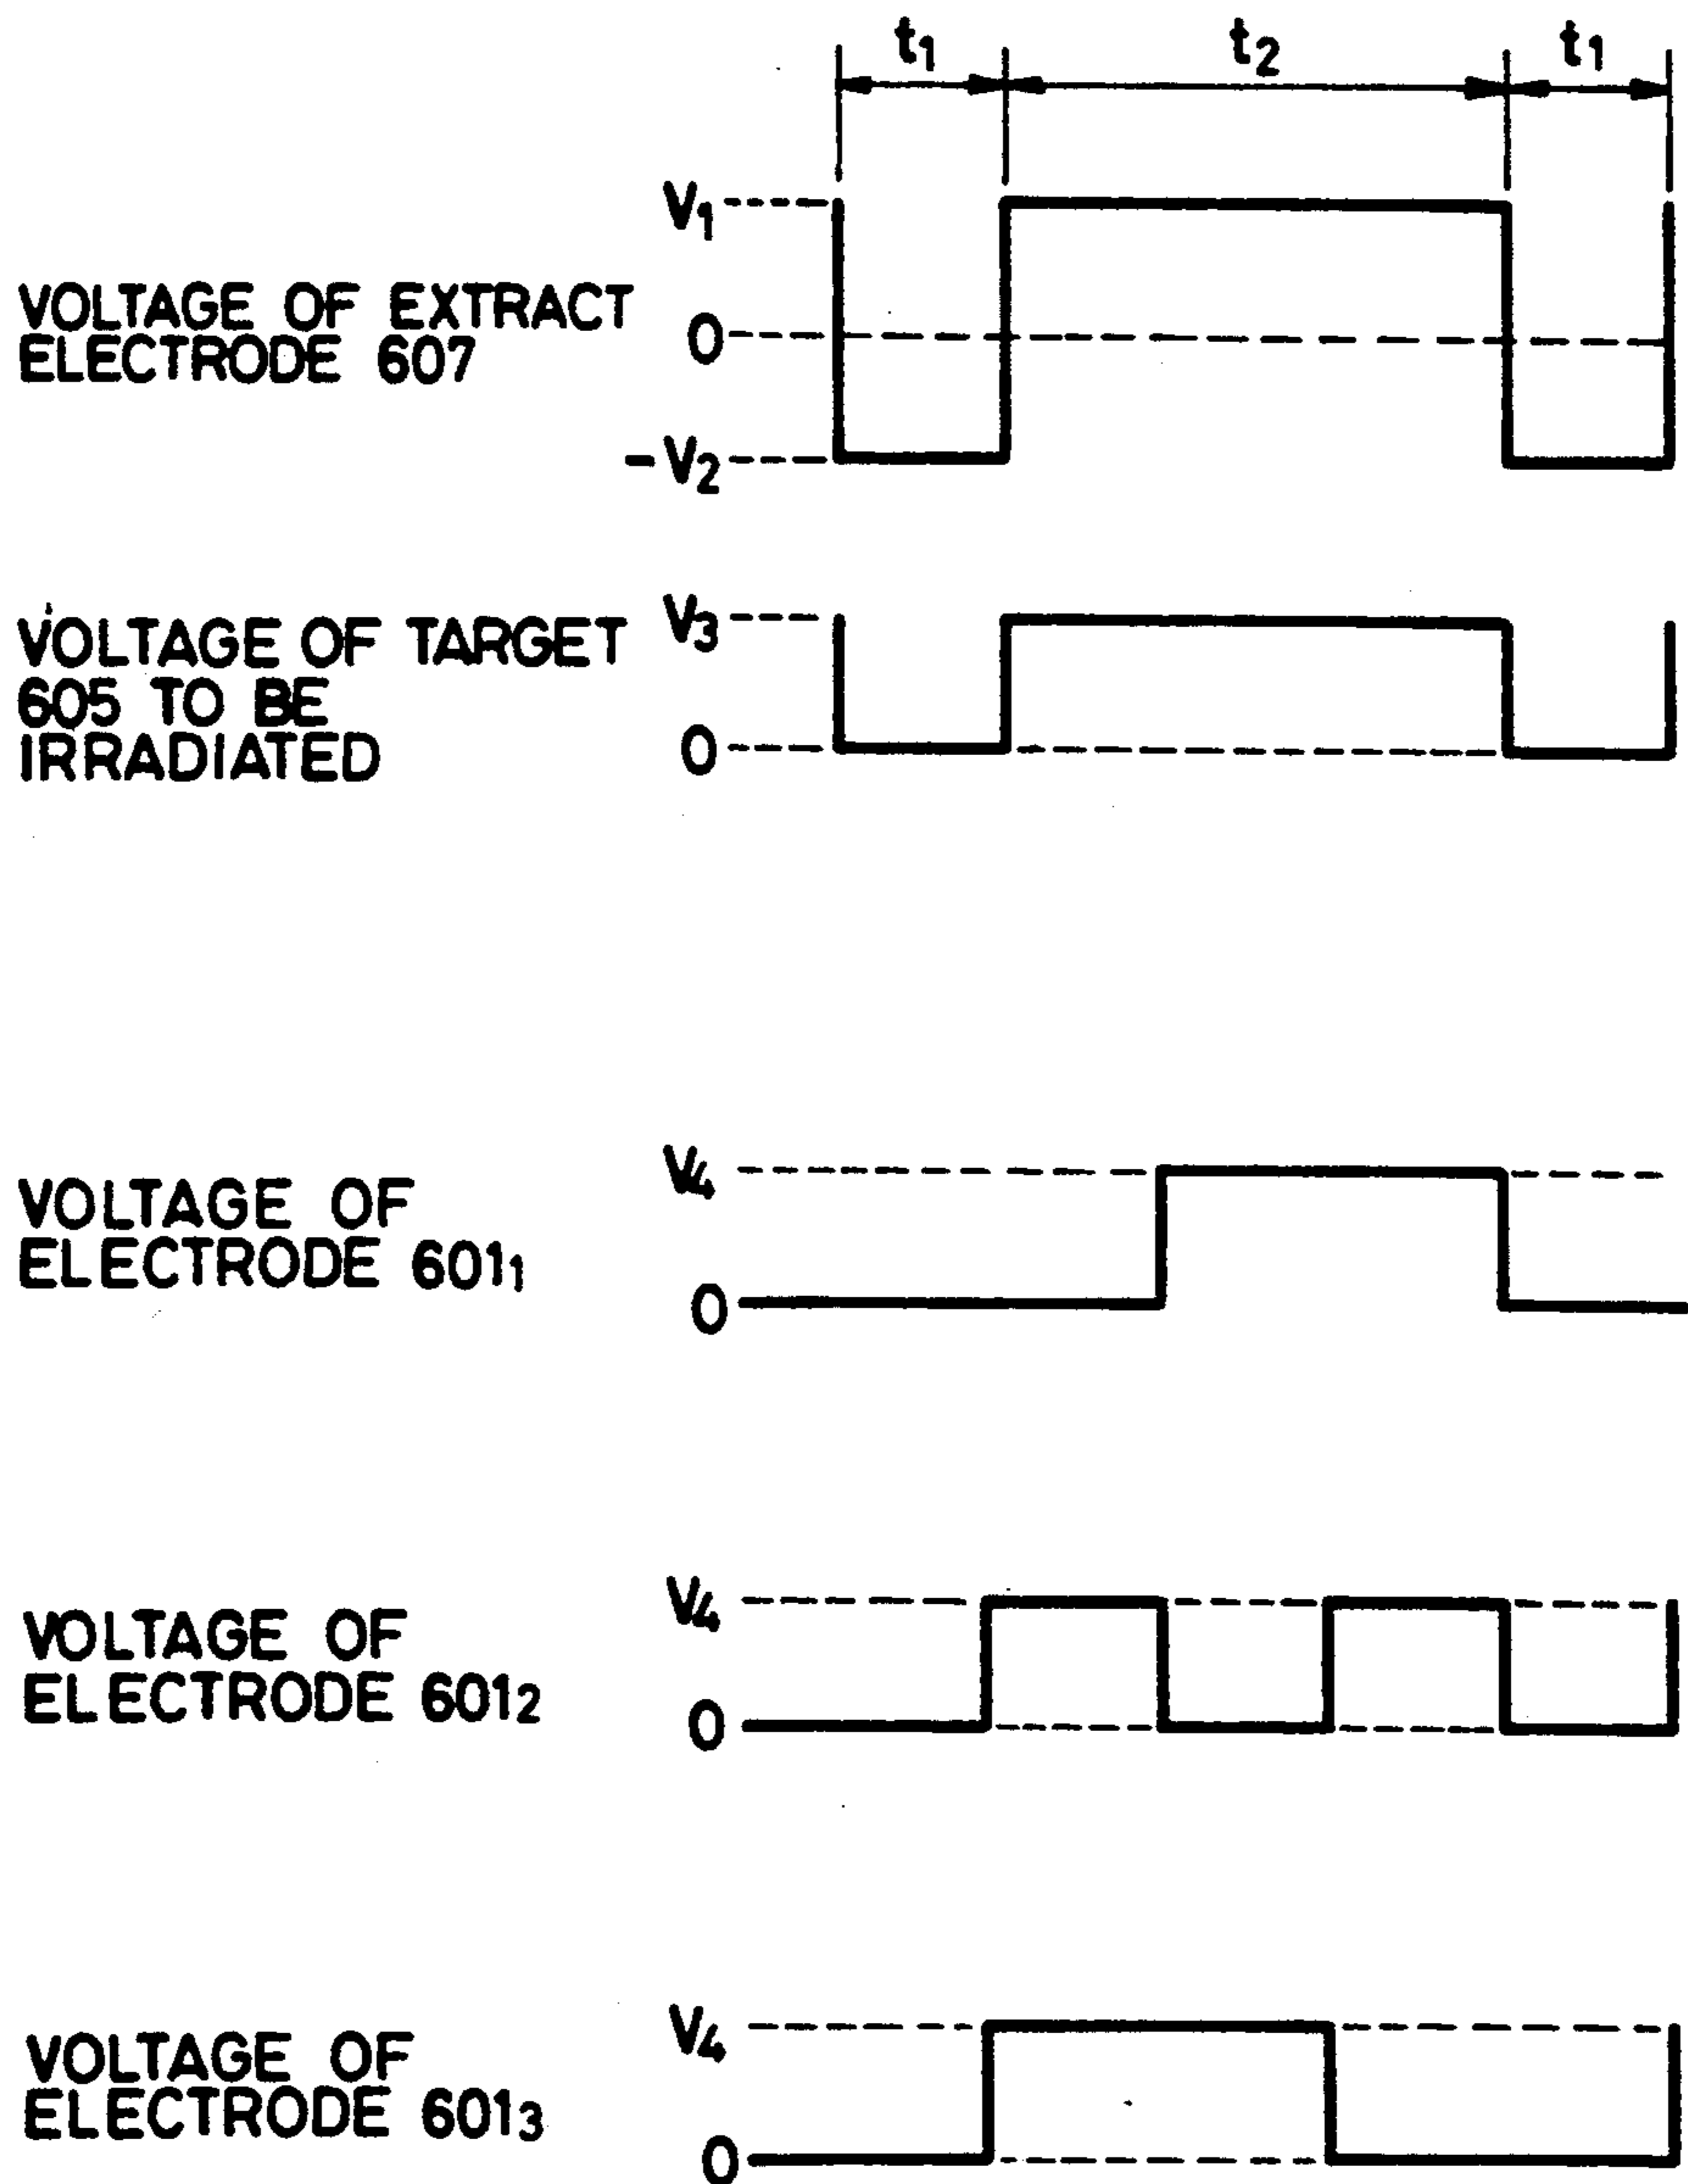 t₁ t₂ t₁
V₁
VOLTAGE OF EXTRACT
ELECTRODE 607
0
-V₂
VOLTAGE OF TARGET
605 TO BE
IRRADIATED
V₃
0
VOLTAGE OF
ELECTRODE 601₁
V₄
0
VOLTAGE OF
ELECTRODE 601₂
V₄
0
VOLTAGE OF
ELECTRODE 601₃
V₄
0